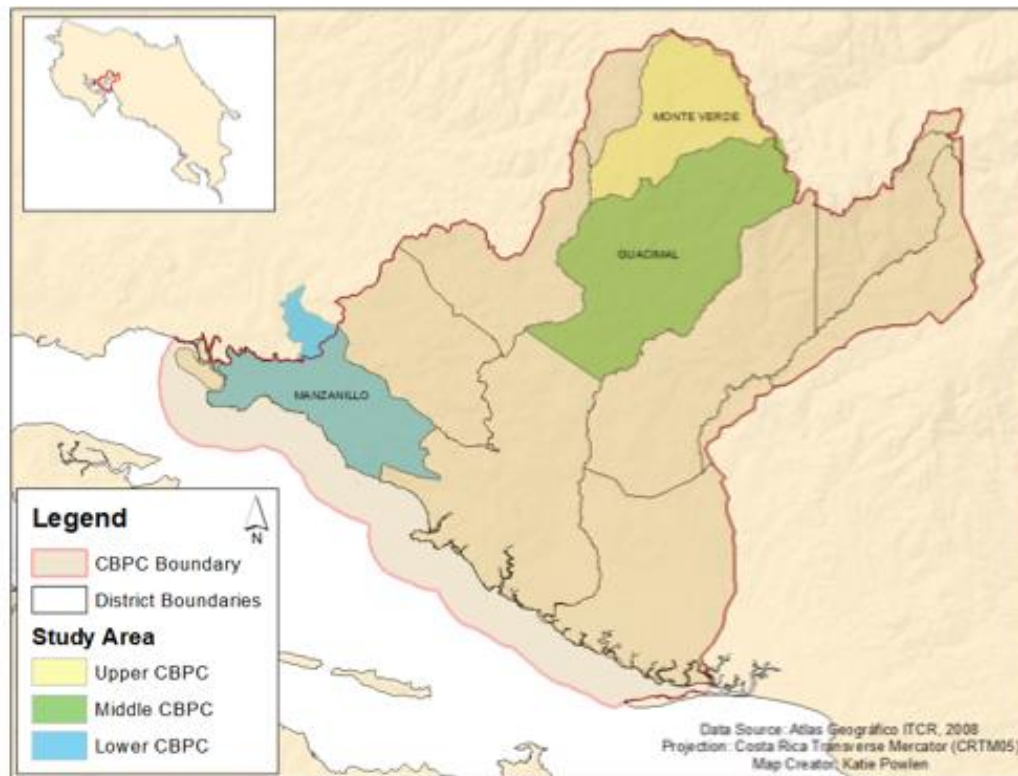 MONTE VERDE
GUACIMAL
MANZANILLO
Legend
N
CBPC Boundary
District Boundaries
Study Area
Upper CBPC
Middle CBPC
Lower CBPC
Data Source: Atlas Geográfico ITCR, 2008
Projection: Costa Rica Transverse Mercator (CRTM05)
Map Creator: Katie Powlen